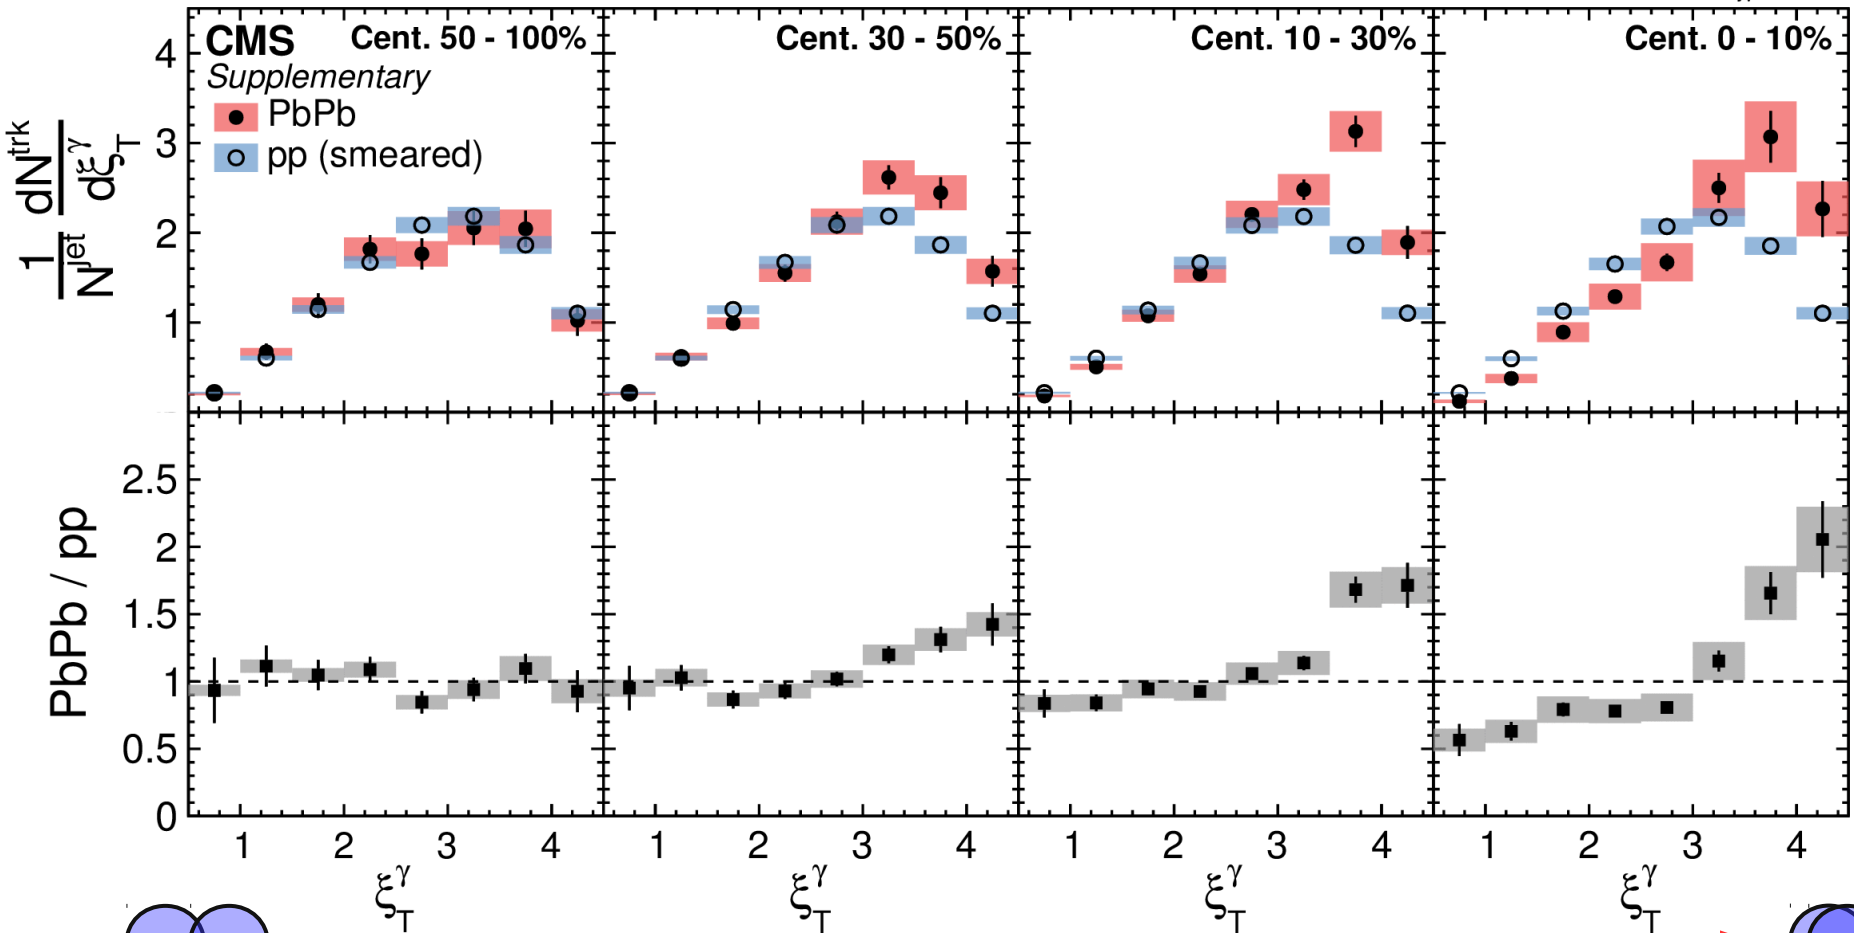 CMS
Supplementary
PbPb
pp (smeared)
Cent. 50 - 100%
Cent. 30 - 50%
Cent. 10 - 30%
Cent. 0 - 10%
1 dN^trk
N^jet dξ_T^γ
4
3
2
1
PbPb / pp
2.5
2
1.5
1
0.5
0
1 2 3 4
1 2 3 4
1 2 3 4
1 2 3 4
ξ_T^γ
ξ_T^γ
ξ_T^γ
ξ_T^γ